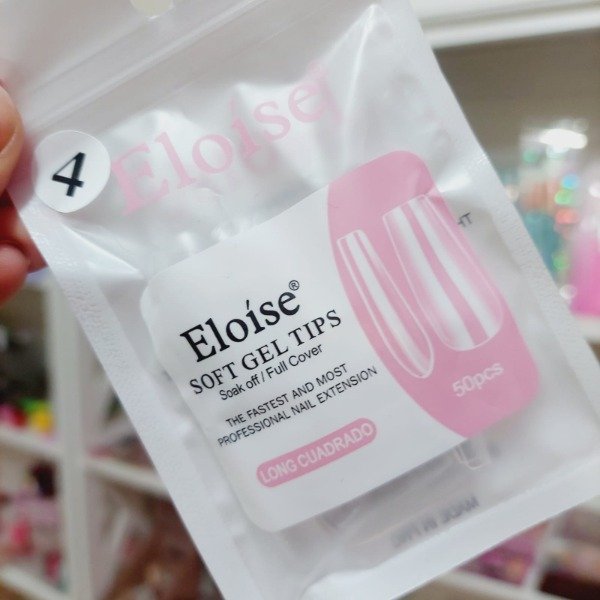 4
Eloise
Eloíse®
SOFT GEL TIPS
Soak off / Full Cover
THE FASTEST AND MOST
PROFESSIONAL NAIL EXTENSION
LONG CUADRADO
50pcs